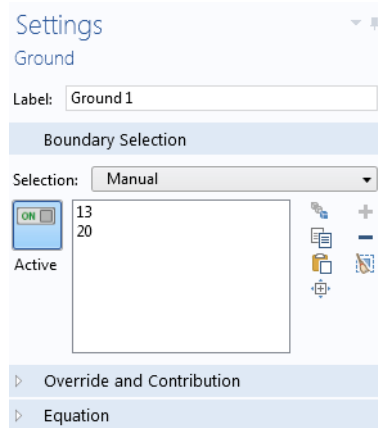 Settings
Ground
Label: Ground 1
Boundary Selection
Selection: Manual
ON
13
20
Active
Override and Contribution
Equation